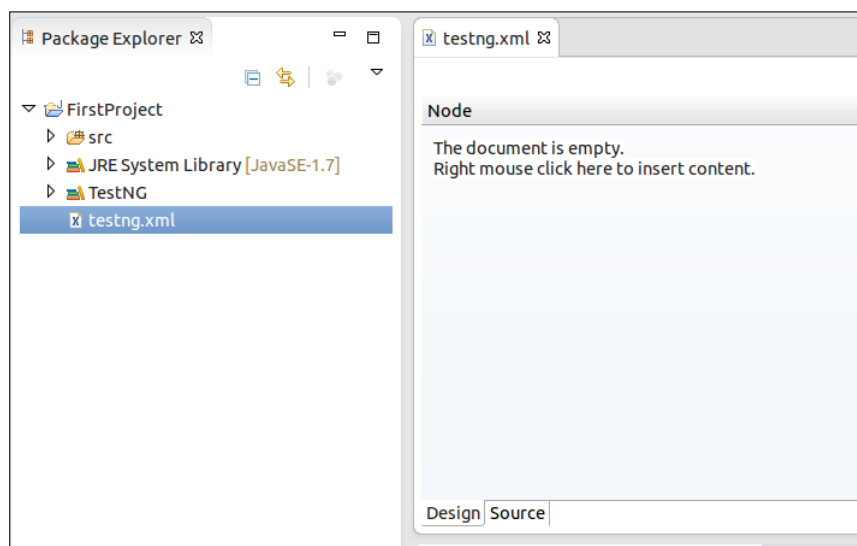 Package Explorer
FirstProject
src
JRE System Library [JavaSE-1.7]
TestNG
testng.xml
testng.xml
Node
The document is empty.
Right mouse click here to insert content.
Design Source